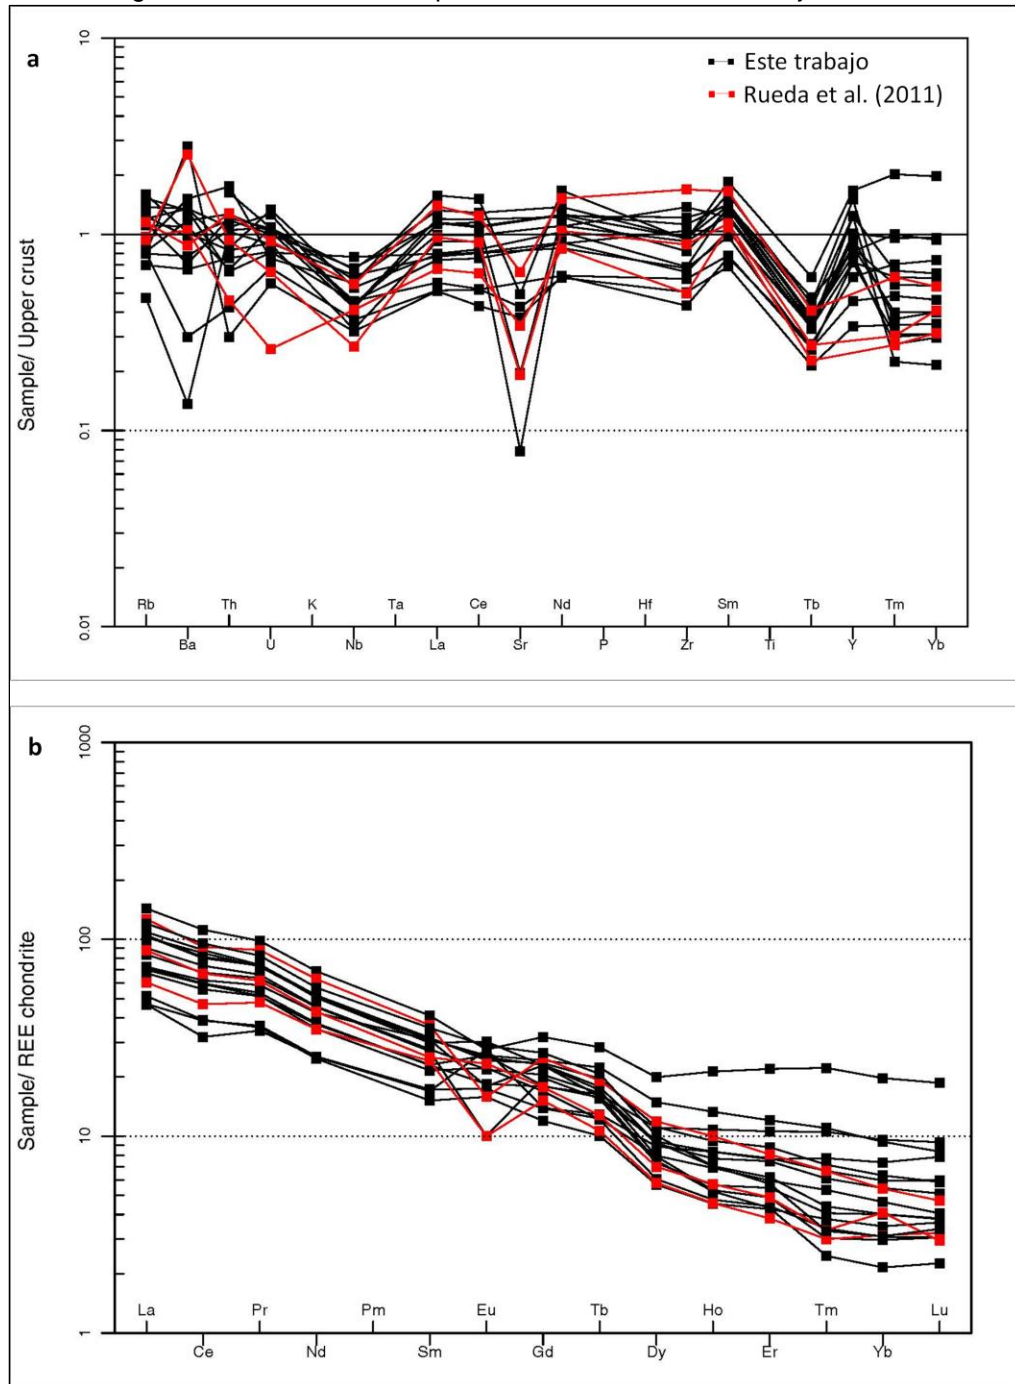 a
Este trabajo
Rueda et al. (2011)
10
1
0.1
0.01
Sample/ Upper crust
Rb Th K Ta La Ce Nd Hf Sm Tb Tm
Ba U Nb La Sr P Zr Ti Y Yb
b
1000
100
10
1
Sample/ REE chondrite
La Pr Pm Eu Tb Ho Tm Lu
Ce Nd Sm Gd Dy Er Yb